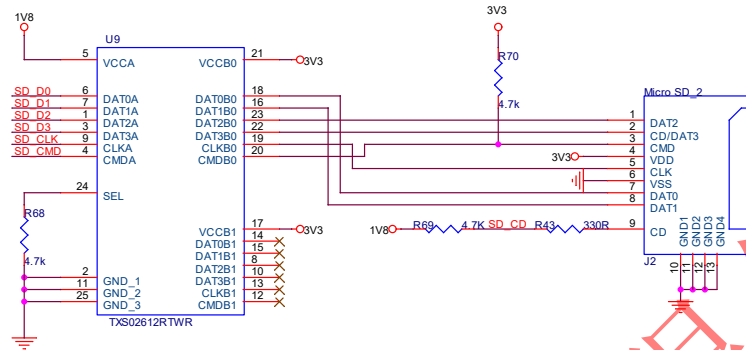 1V8
U9
3V3
R70
4.7k
5
VCCA
VCCB0
21
3V3
SD_D0
6
DAT0A
DAT0B0
18
SD_D1
7
DAT1A
DAT1B0
16
SD_D2
1
DAT2A
DAT2B0
23
SD_D3
3
DAT3A
DAT3B0
22
SD_CLK
9
CLKA
CLKB0
19
SD_CMD
4
CMDA
CMDB0
20
24
SEL
R68
4.7k
VCCB1
17
3V3
DAT0B1
14
DAT1B1
15
DAT2B1
8
DAT3B1
10
CLKB1
13
CMDB1
12
2
GND_1
11
GND_2
25
GND_3
TXS02612RTWR
Micro SD_2
1
DAT2
2
CD/DAT3
3
CMD
3V3
4
VDD
5
CLK
6
VSS
7
DAT0
8
DAT1
1V8
R69
4.7K
SD_CD
R43
330R
9
CD
GND1
GND2
GND3
GND4
J2
10
11
12
13